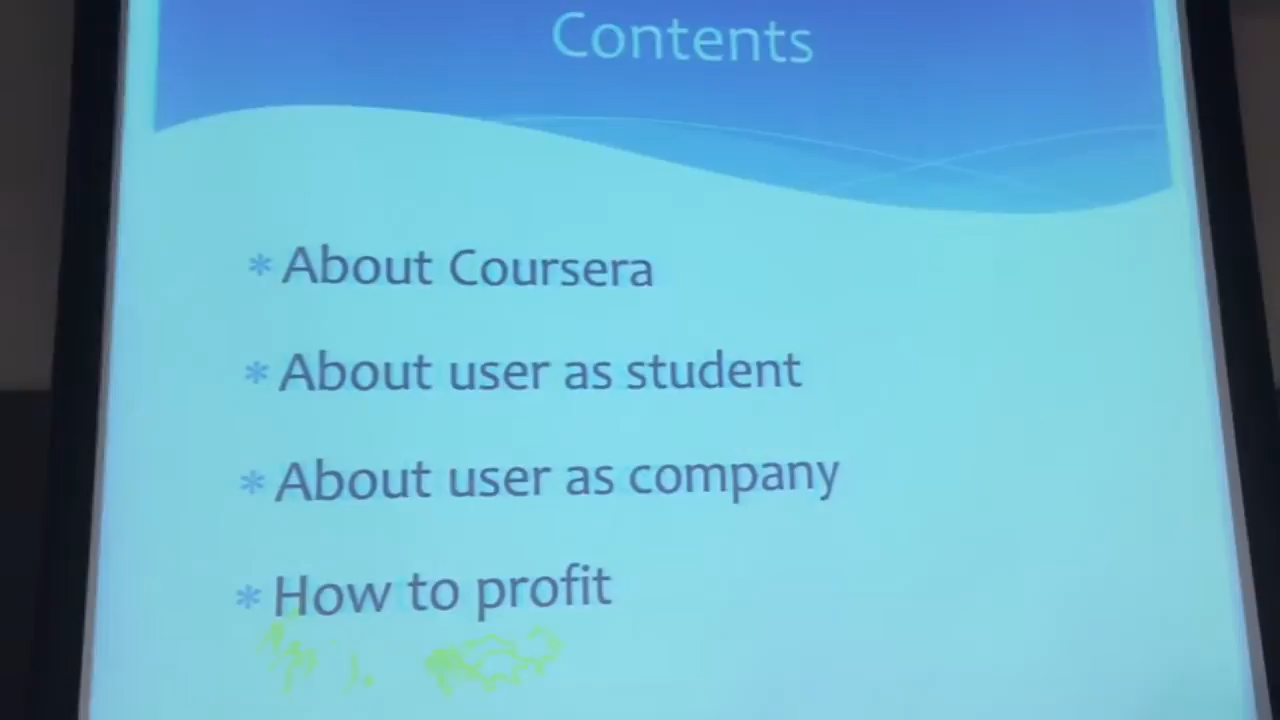 Contents
* About Coursera
* About user as student
* About user as company
* How to profit